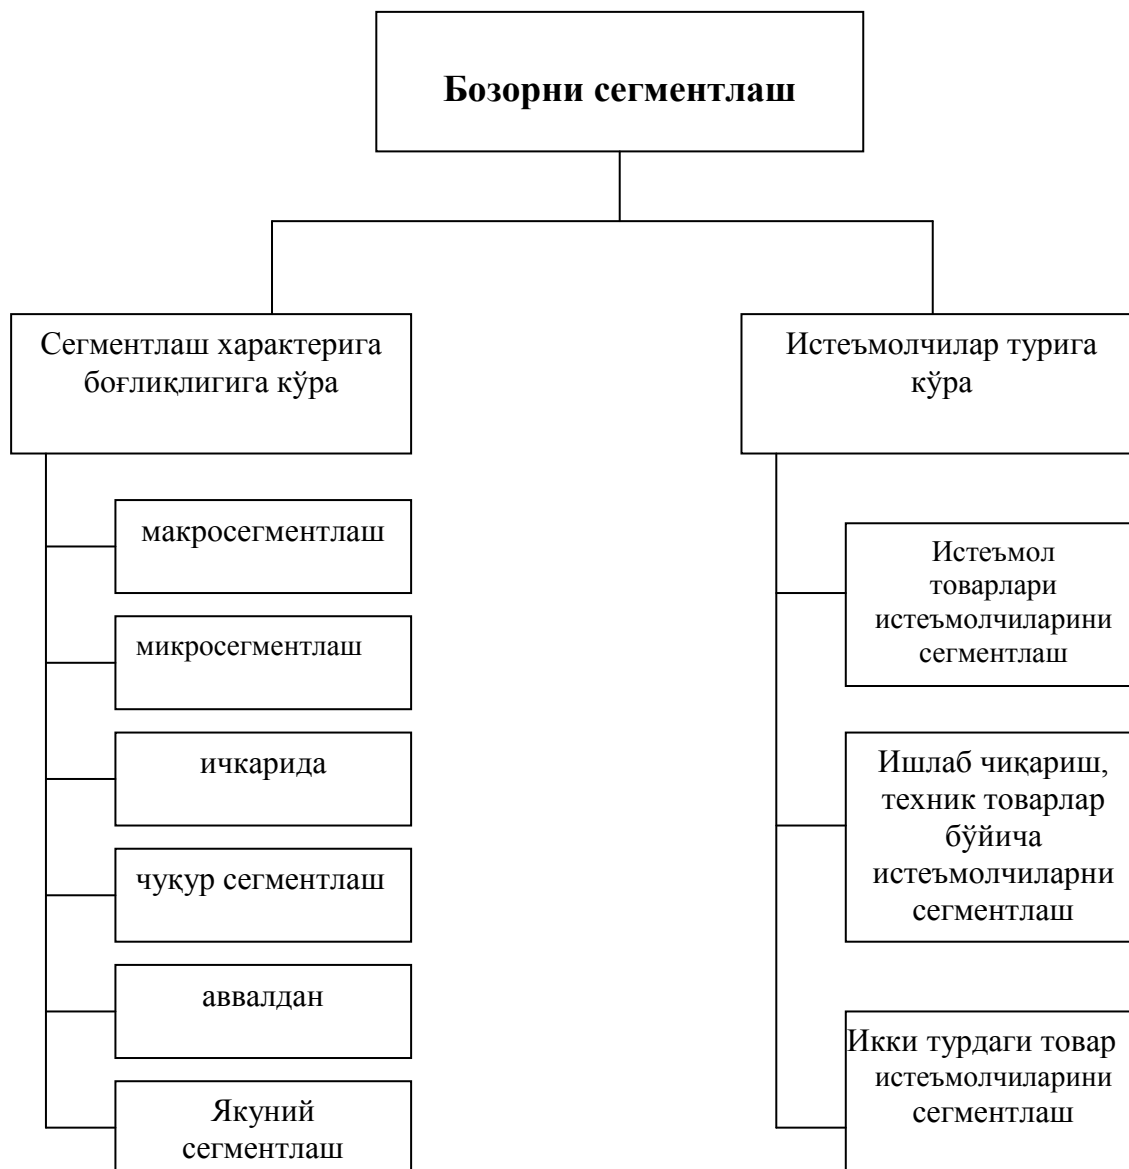 Бозорни сегментлаш
Сегментлаш характерига
боғлиқлигига кўра
макросегментлаш
микросегментлаш
ичкарида
чуқур сегментлаш
аввалдан
Якуний
сегментлаш
Истеъмолчилар турига
кўра
Истеъмол
товарлари
истеъмолчиларини
сегментлаш
Ишлаб чиқариш,
техник товарлар
бўйича
истеъмолчиларни
сегментлаш
Икки турдаги товар
истеъмолчиларини
сегментлаш